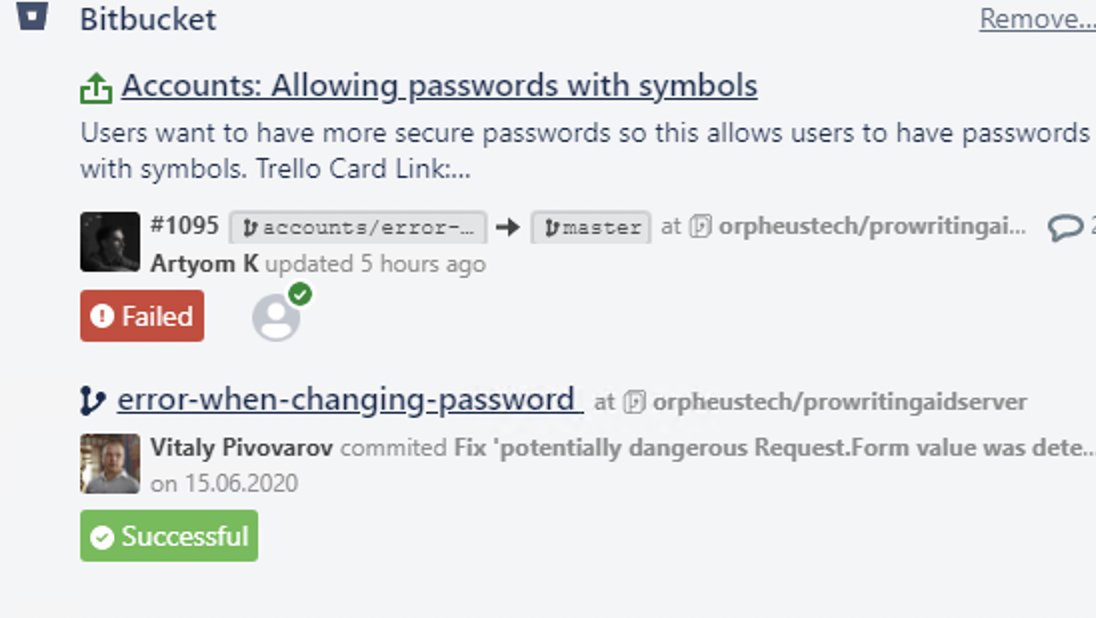 Bitbucket
Remove...
Accounts: Allowing passwords with symbols
Users want to have more secure passwords so this allows users to have passwords
with symbols. Trello Card Link:...
#1095 accounts/error-… → master at orpheustech/prowritingai... 2
Artyom K updated 5 hours ago
Failed
error-when-changing-password at orpheustech/prowritingaidserver
Vitaly Pivovarov commited Fix 'potentially dangerous Request.Form value was dete...
on 15.06.2020
Successful